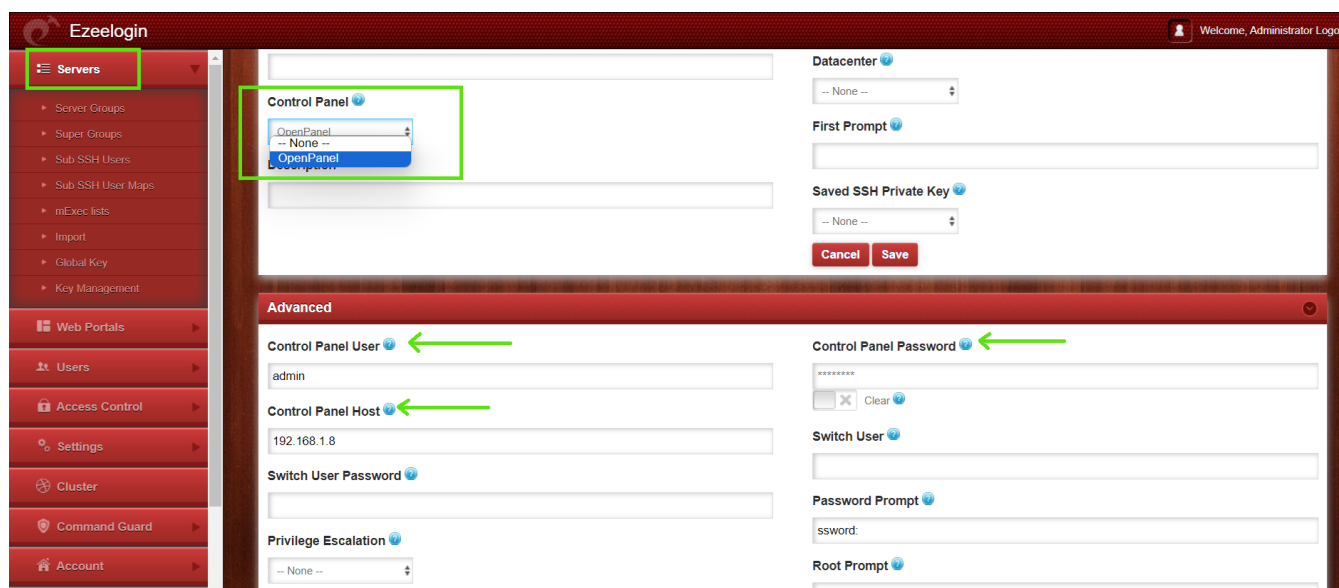 Ezeelogin
Welcome, Administrator Logo
Servers
Server Groups
Super Groups
Sub SSH Users
Sub SSH User Maps
mExec lists
Import
Global Key
Key Management
Web Portals
Users
Access Control
Settings
Cluster
Command Guard
Account
Control Panel
OpenPanel
-- None --
OpenPanel
Description
Datacenter
-- None --
First Prompt
Saved SSH Private Key
-- None --
Cancel Save
Advanced
Control Panel User
admin
Control Panel Host
192.168.1.8
Switch User Password
Privilege Escalation
-- None --
Control Panel Password
********
Clear
Switch User
Password Prompt
ssword:
Root Prompt